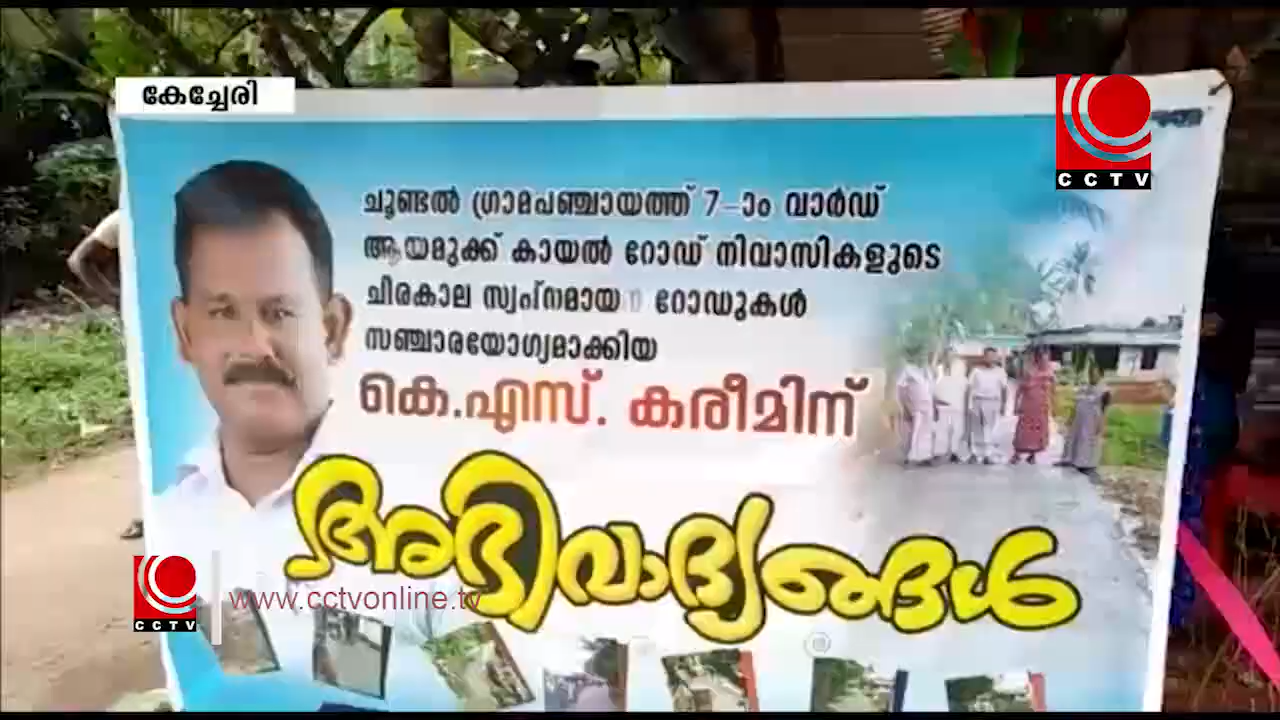 കേച്ചേരി
CCTV
ചൂണ്ടൽ ഗ്രാമപഞ്ചായത്ത് 7-ാം വാർഡ്
ആയമുക്ക് കായൽ റോഡ് നിവാസികളുടെ
ചിരകാല സ്വപ്നമായ റോഡുകൾ
സഞ്ചാരയോഗ്യമാക്കിയ
കെ.എസ്. കരീമിന്
അഭിവാദ്യങ്ങൾ
www.cctvonline.tv
CCTV